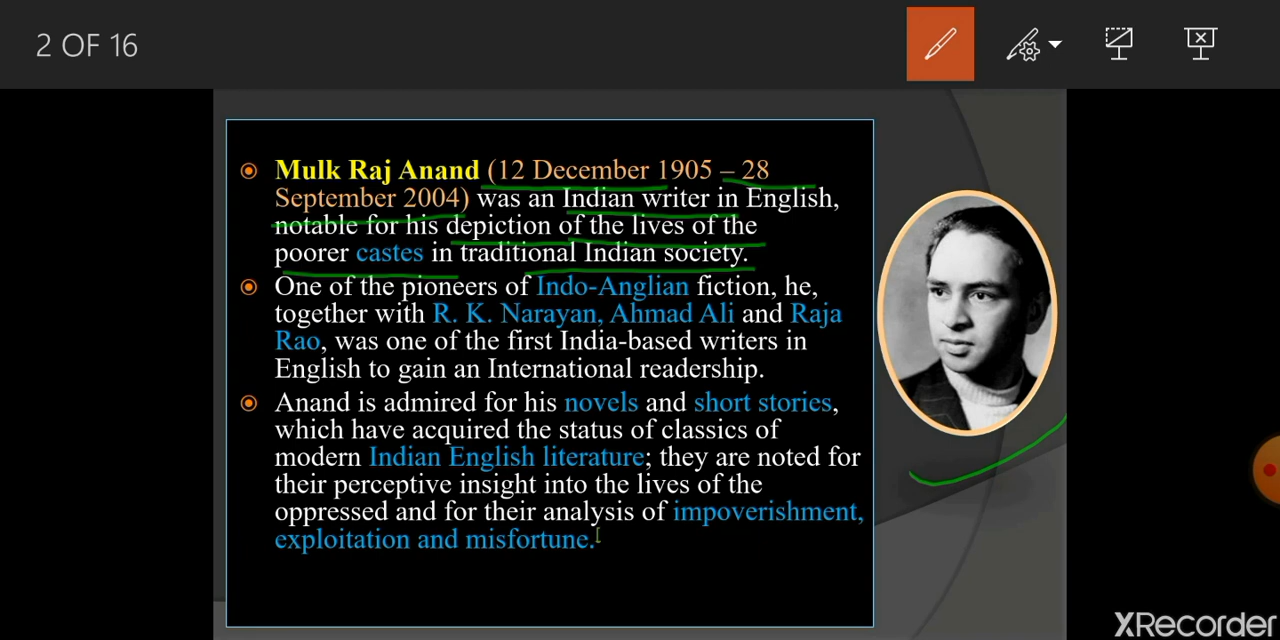 2 OF 16
Mulk Raj Anand (12 December 1905 – 28
September 2004) was an Indian writer in English,
notable for his depiction of the lives of the
poorer castes in traditional Indian society.
One of the pioneers of Indo-Anglian fiction, he,
together with R. K. Narayan, Ahmad Ali and Raja
Rao, was one of the first India-based writers in
English to gain an International readership.
Anand is admired for his novels and short stories,
which have acquired the status of classics of
modern Indian English literature; they are noted for
their perceptive insight into the lives of the
oppressed and for their analysis of impoverishment,
exploitation and misfortune.[
XRecorder